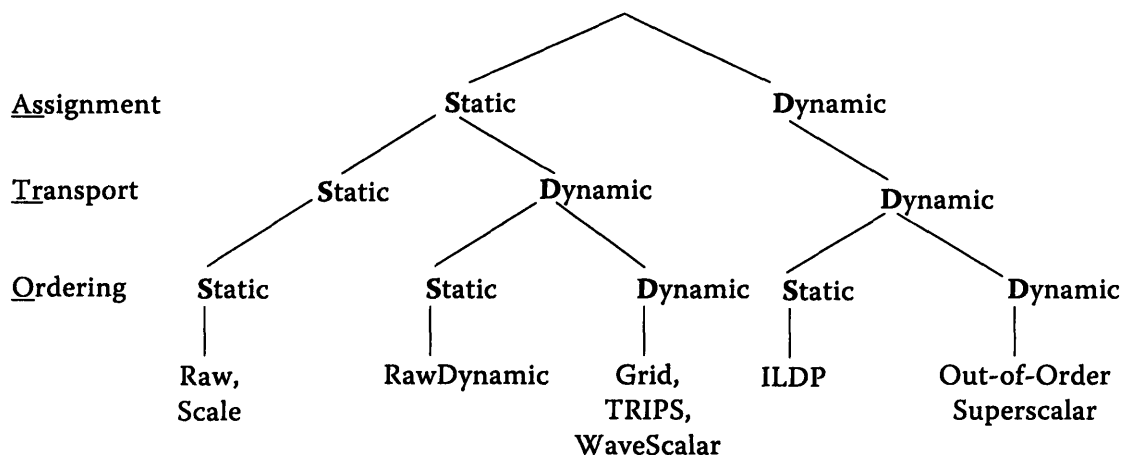 Assignment Static Dynamic
Transport Static Dynamic Dynamic
Ordering Static Static Dynamic Static Dynamic
Raw, RawDynamic Grid, ILDP Out-of-Order
Scale TRIPS, Superscalar
WaveScalar